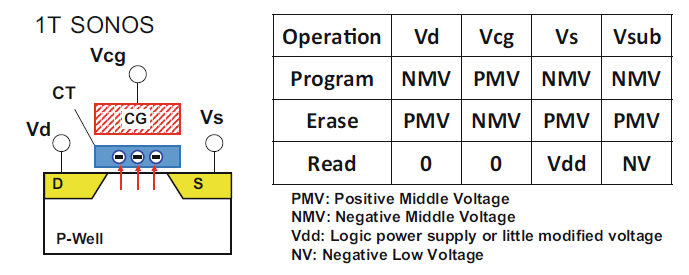 1T SONOS
Vcg
CT
CG
Vs
Vd
D
S
P-Well
Operation Vd Vcg Vs Vsub
Program NMV PMV NMV NMV
Erase PMV NMV PMV PMV
Read 0 0 Vdd NV
PMV: Positive Middle Voltage
NMV: Negative Middle Voltage
Vdd: Logic power supply or little modified voltage
NV: Negative Low Voltage